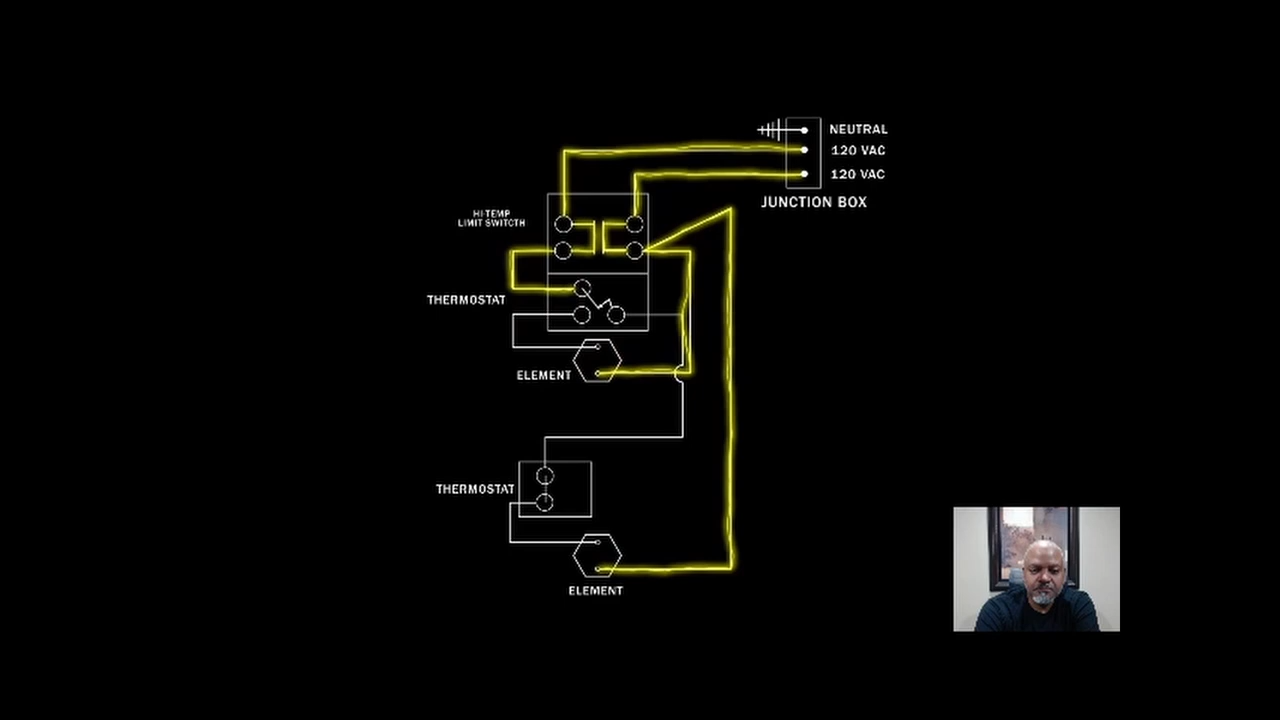 NEUTRAL
120 VAC
120 VAC
JUNCTION BOX
HI-TEMP
LIMIT SWITCTH
THERMOSTAT
ELEMENT
THERMOSTAT
ELEMENT